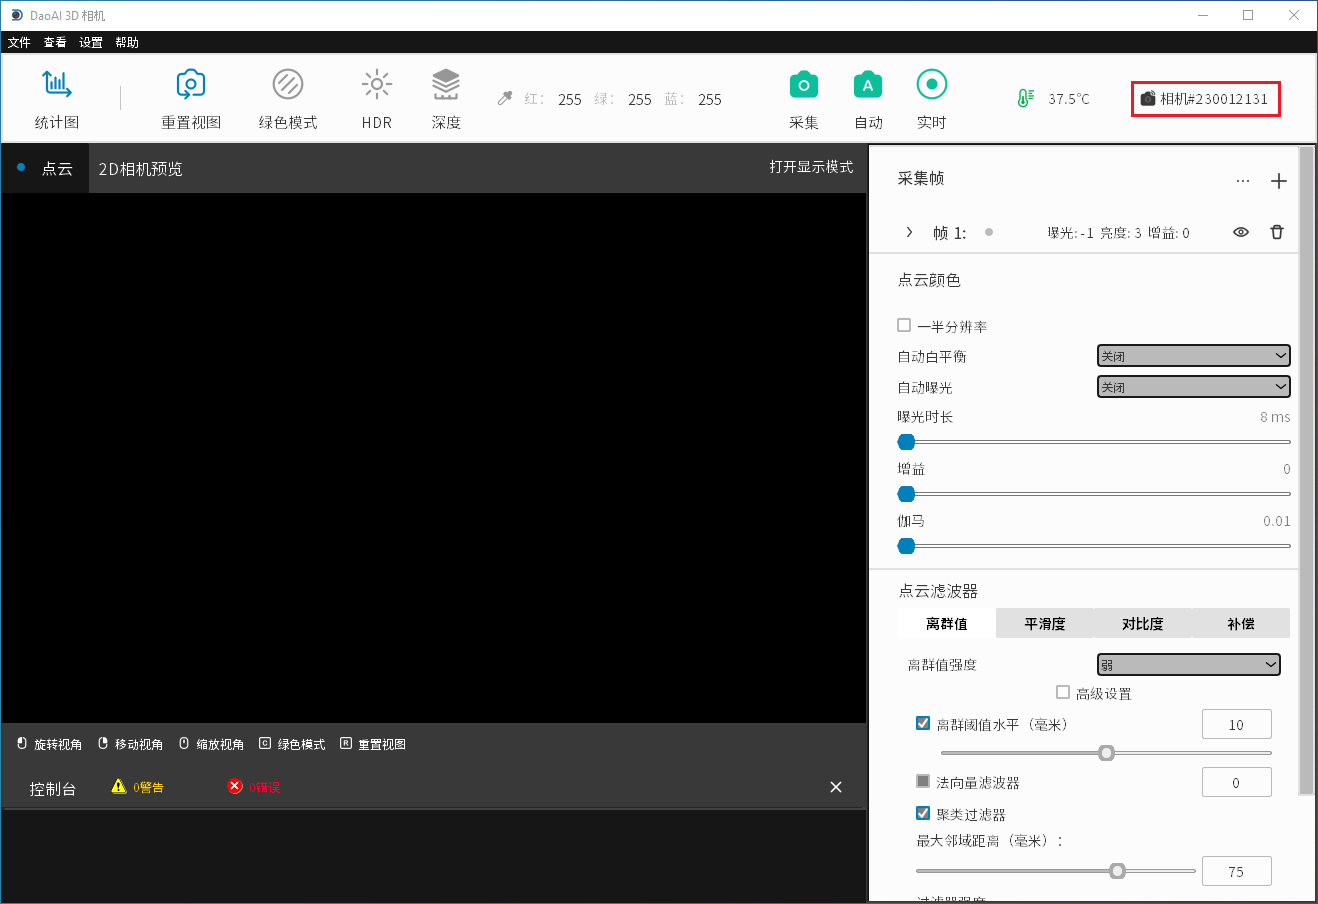 DaoAI 3D 相机
文件 查看 设置 帮助
统计图 重置视图 绿色模式 HDR 深度 红: 255 绿: 255 蓝: 255 采集 自动 实时 37.5°C 相机#230012131
点云 2D相机预览 打开显示模式
采集帧 ...
帧 1: 曝光: -1 亮度: 3 增益: 0
点云颜色
一半分辨率
自动白平衡 关闭
自动曝光 关闭
曝光时长 8 ms
增益 0
伽马 0.01
点云滤波器
离群值 平滑度 对比度 补偿
离群值强度 弱
高级设置
离群阈值水平（毫米） 10
法向量滤波器 0
聚类过滤器
最大邻域距离（毫米）:
75
过滤器强度
旋转视角 移动视角 缩放视角 C 绿色模式 R 重置视图
控制台 0警告 0错误